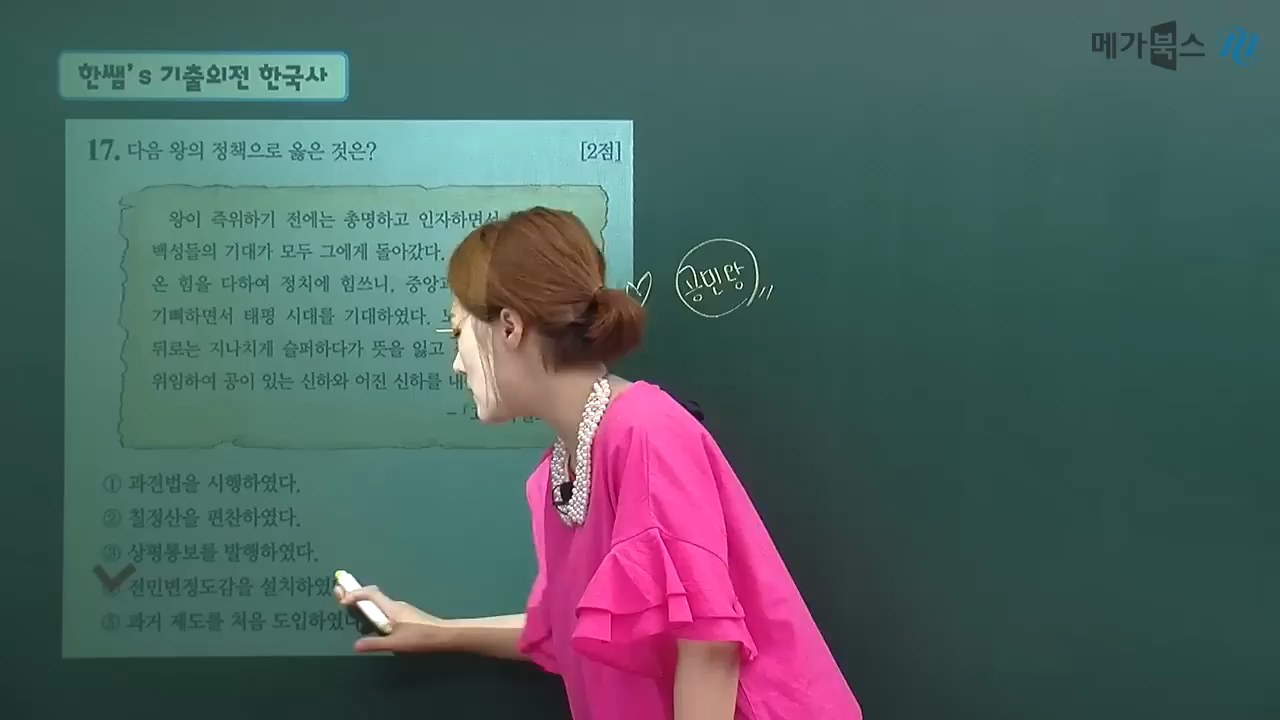 메가북스
한쌤's 기출외전 한국사
17. 다음 왕의 정책으로 옳은 것은? [2점]
왕이 즉위하기 전에는 총명하고 인자하면서
백성들의 기대가 모두 그에게 돌아갔다.
온 힘을 다하여 정치에 힘쓰니, 중앙과
기뻐하면서 태평 시대를 기대하였다.
뒤로는 지나치게 슬퍼하다가 뜻을 잃고
위임하여 공이 있는 신하와 어진 신하를
공민왕
① 과전법을 시행하였다.
② 칠정산을 편찬하였다.
③ 상평통보를 발행하였다.
전민변정도감을 설치하였
⑤ 과거 제도를 처음 도입하였다